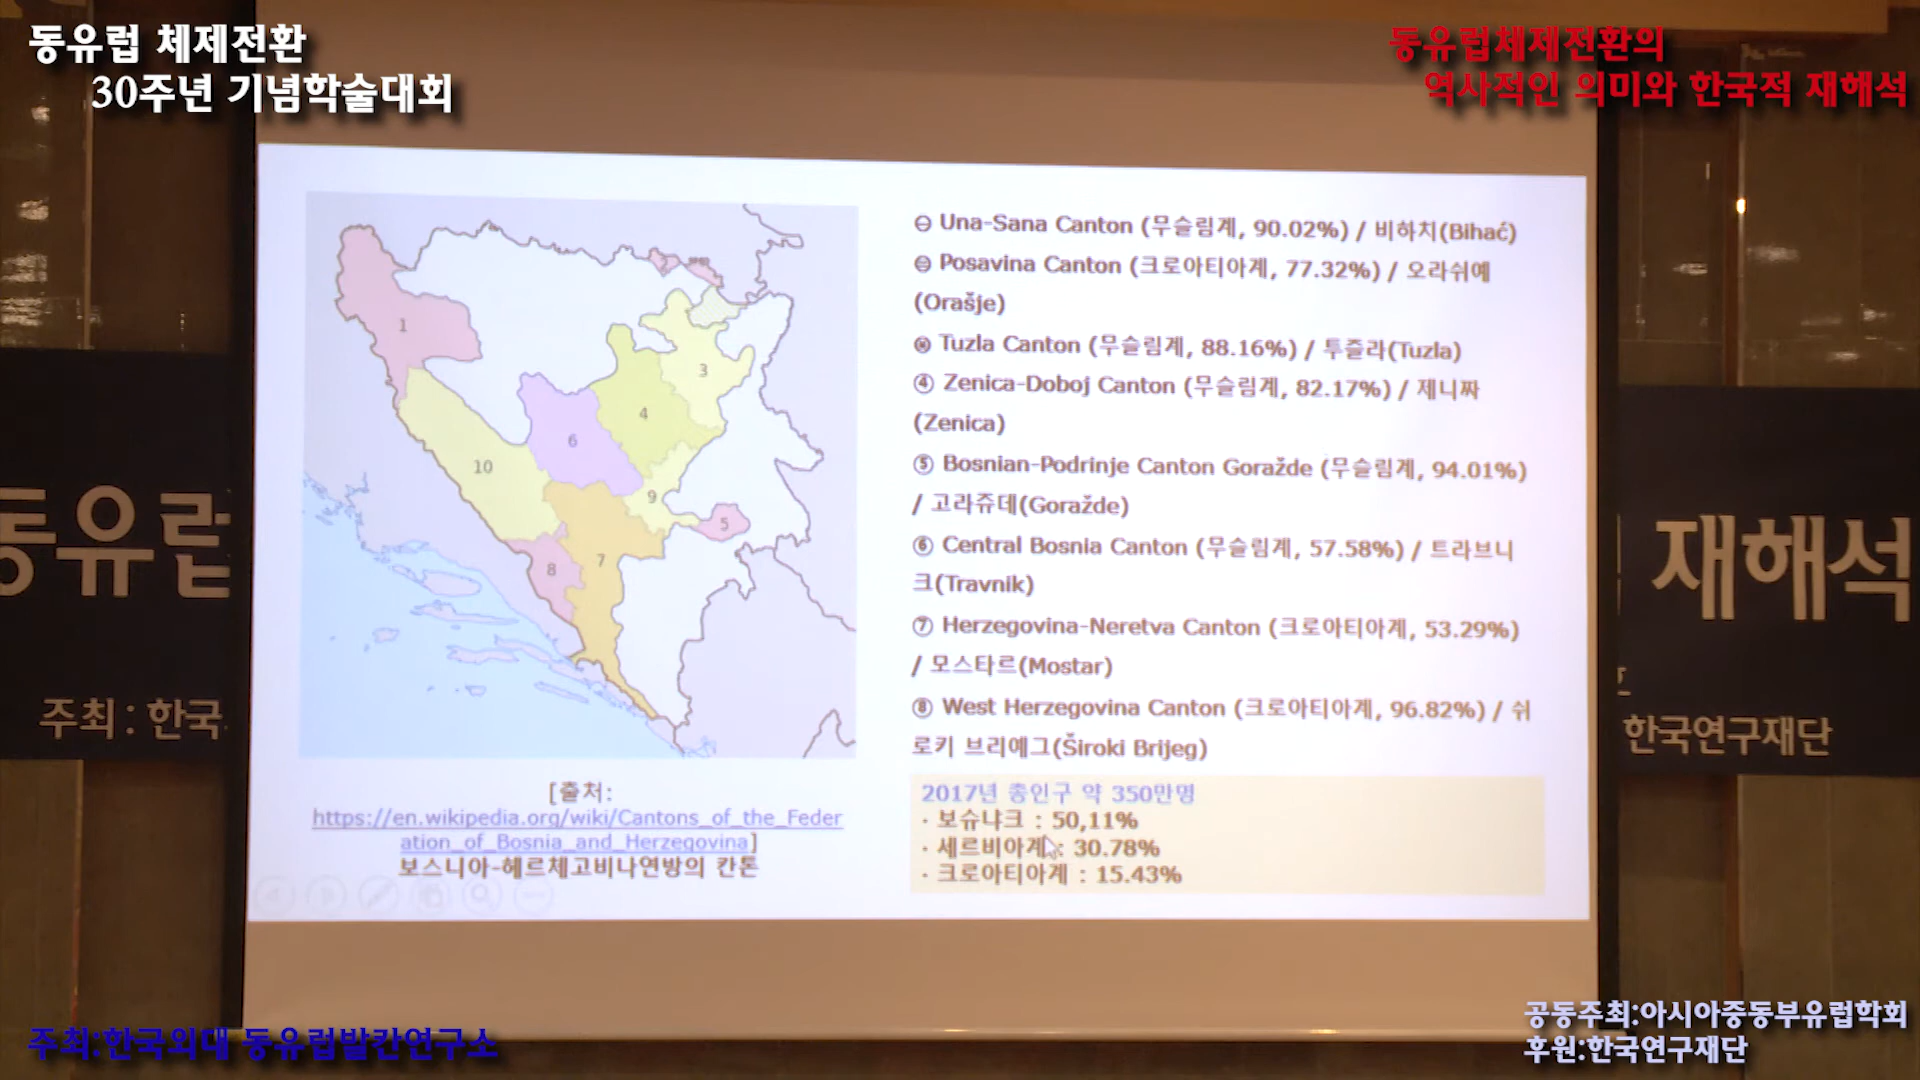 동유럽 체제전환
30주년 기념학술대회
동유럽체제전환의
역사적인 의미와 한국적 재해석
1
2
3
4
5
6
7
8
9
10
㊀ Una-Sana Canton (무슬림계, 90.02%) / 비하치(Bihać)
㊁ Posavina Canton (크로아티아계, 77.32%) / 오라쉬예
(Orašje)
Tuzla Canton (무슬림계, 88.16%) / 투즐라(Tuzla)
④ Zenica-Doboj Canton (무슬림계, 82.17%) / 제니짜
(Zenica)
⑤ Bosnian-Podrinje Canton Goražde (무슬림계, 94.01%)
/ 고라쥬데(Goražde)
⑥ Central Bosnia Canton (무슬림계, 57.58%) / 트라브니
크(Travnik)
⑦ Herzegovina-Neretva Canton (크로아티아계, 53.29%)
/ 모스타르(Mostar)
⑧ West Herzegovina Canton (크로아티아계, 96.82%) / 쉬
로키 브리예그(Široki Brijeg)
[출처:
https://en.wikipedia.org/wiki/Cantons_of_the_Feder
ation_of_Bosnia_and_Herzegovina]
보스니아-헤르체고비나연방의 칸톤
2017년 총인구 약 350만명
· 보슈냐크 : 50,11%
· 세르비아계 : 30.78%
· 크로아티아계 : 15.43%
동유럽
재해석
주최 : 한국
한국연구재단
주최:한국외대 동유럽발칸연구소
공동주최:아시아중동부유럽학회
후원:한국연구재단